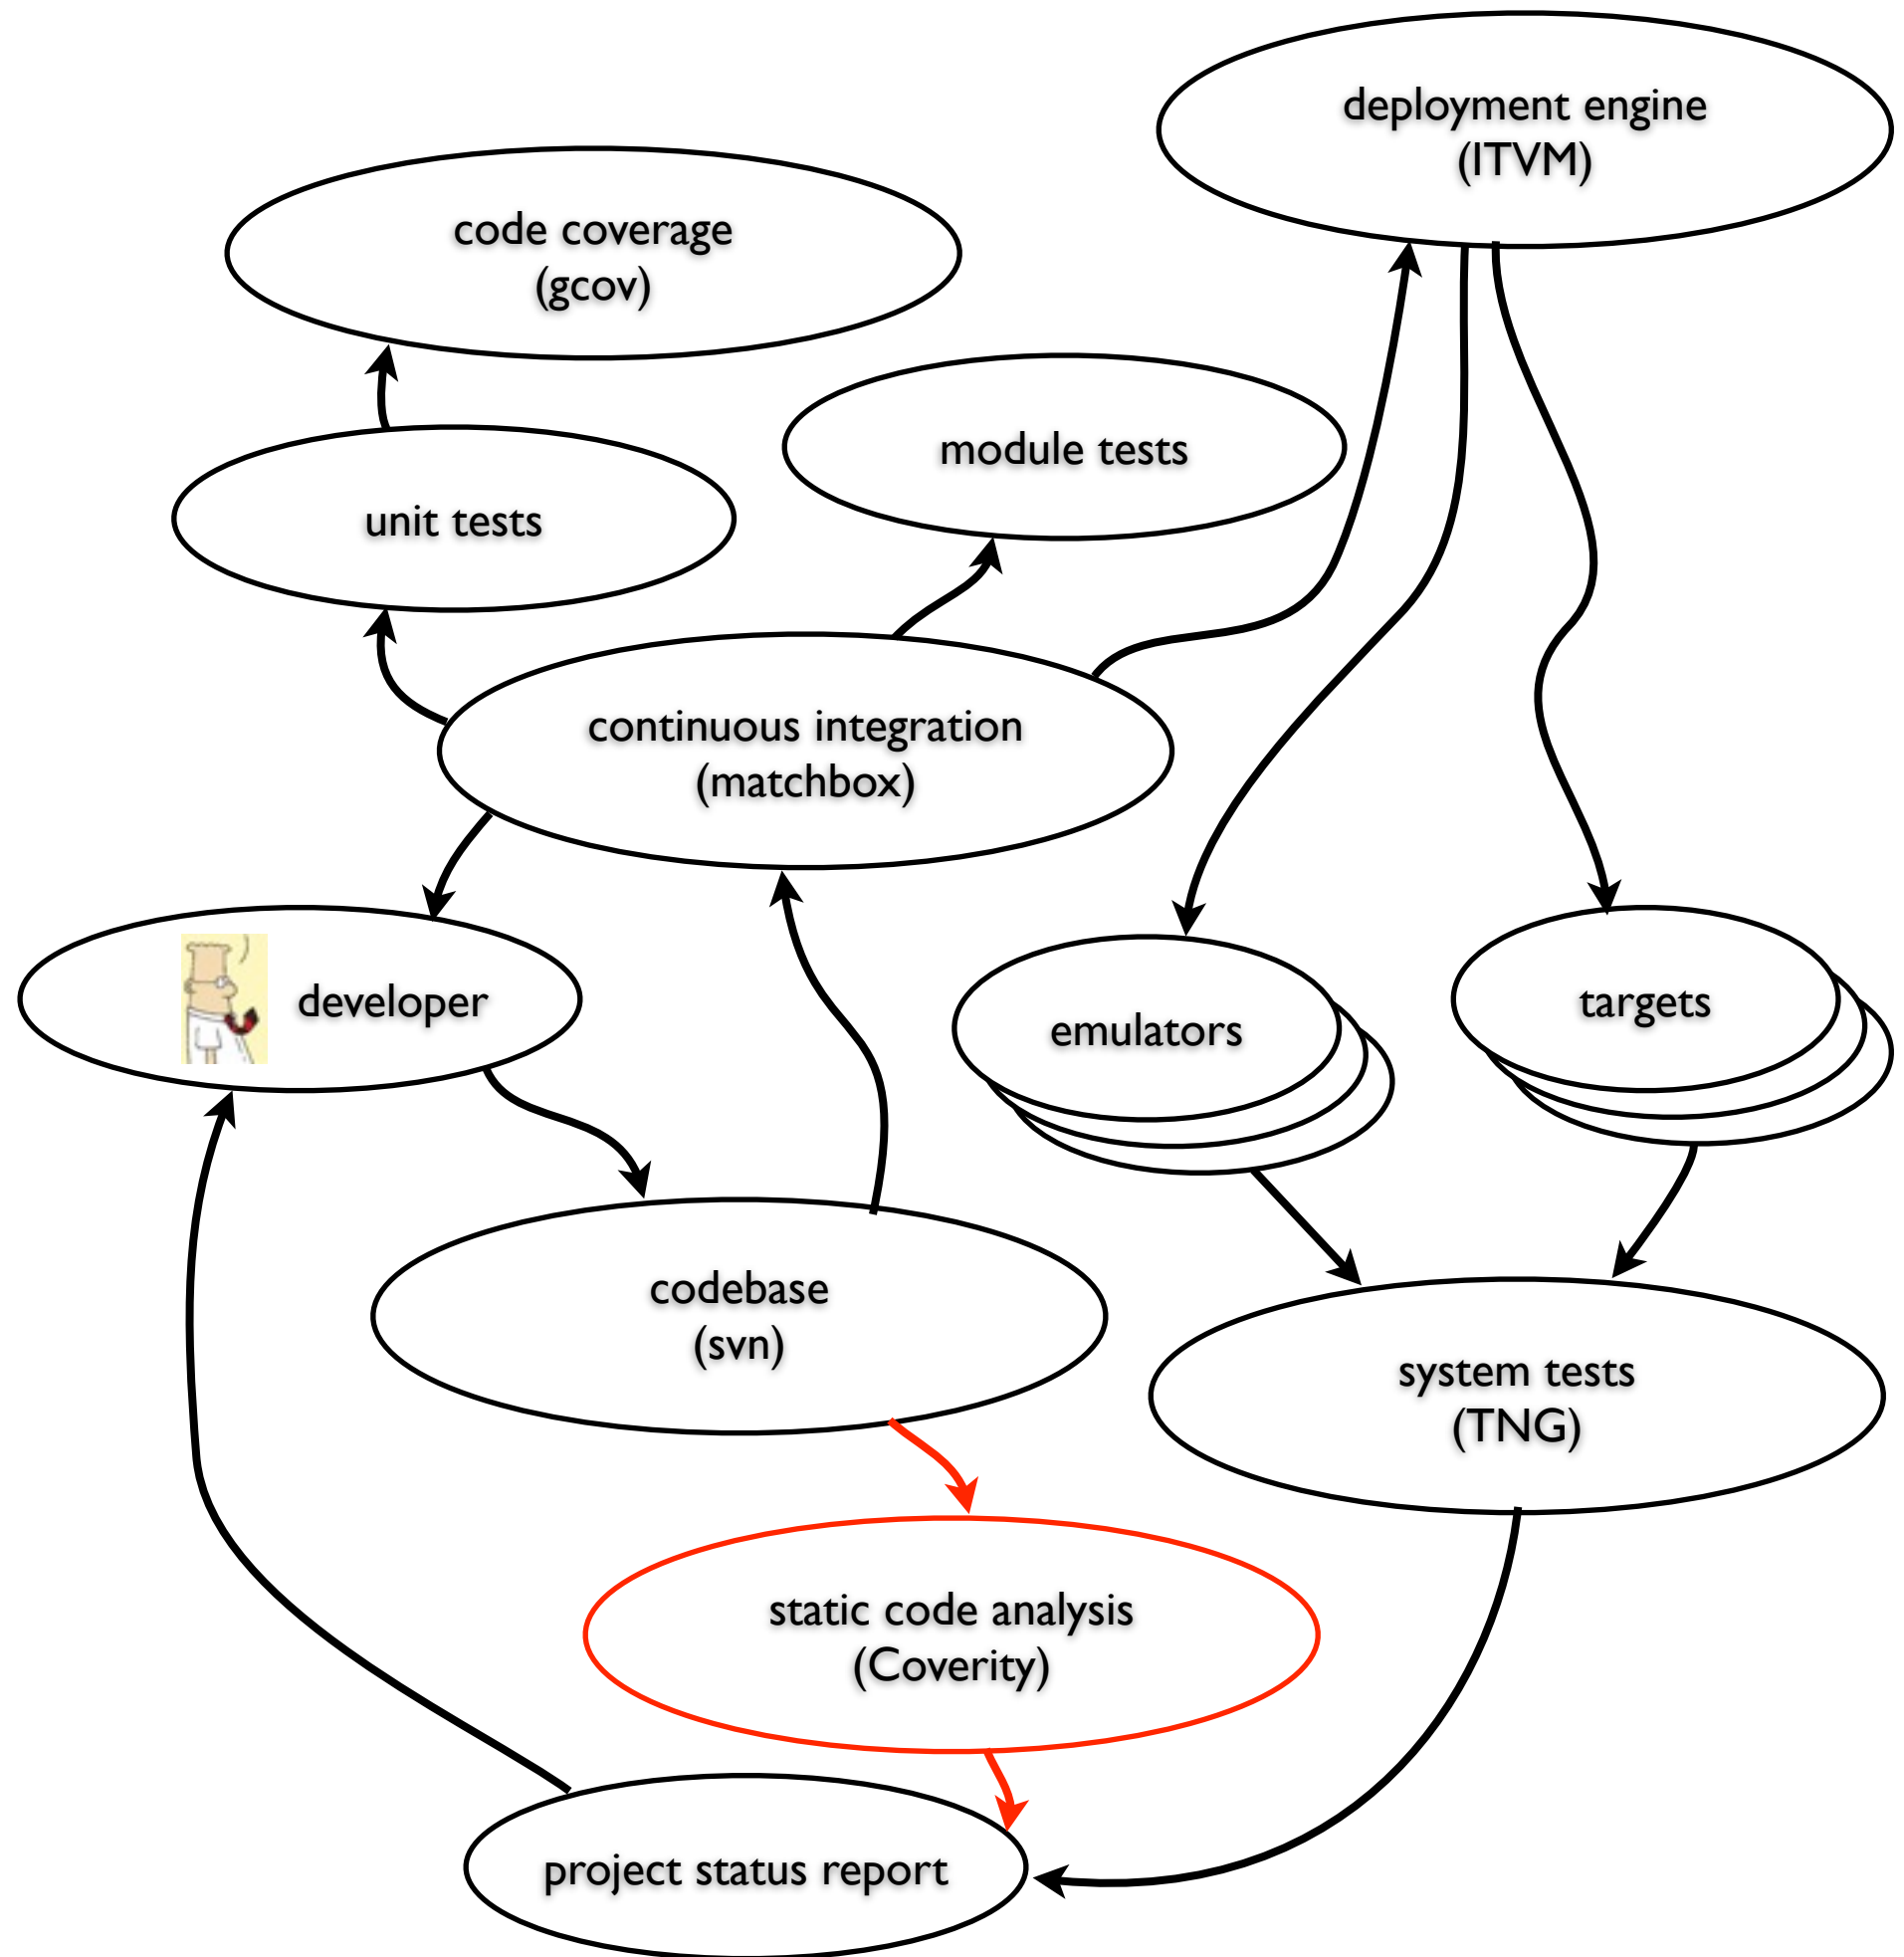 deployment engine
(ITVM)
code coverage
(gcov)
module tests
unit tests
continuous integration
(matchbox)
developer
emulators
targets
codebase
(svn)
system tests
(TNG)
static code analysis
(Coverity)
project status report